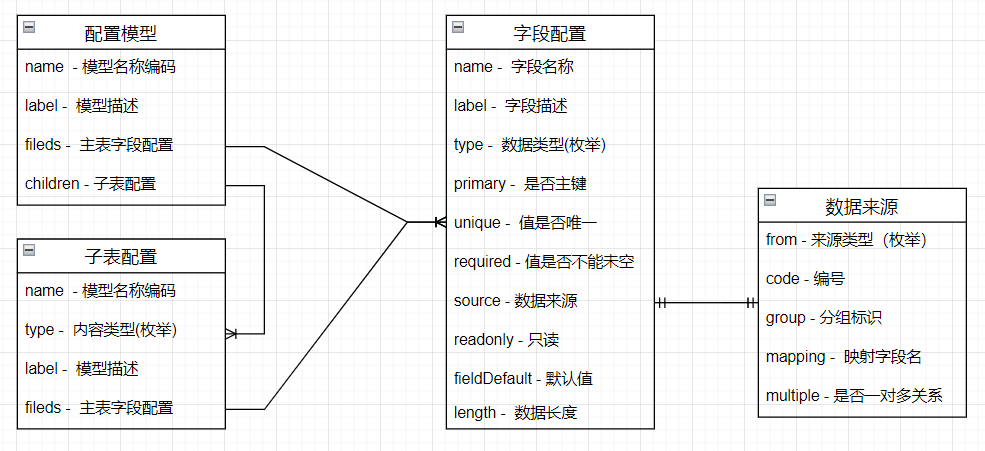 配置模型
name - 模型名称编码
label - 模型描述
fileds - 主表字段配置
children - 子表配置
子表配置
name - 模型名称编码
type - 内容类型(枚举)
label - 模型描述
fileds - 主表字段配置
字段配置
name - 字段名称
label - 字段描述
type - 数据类型(枚举)
primary - 是否主键
unique - 值是否唯一
required - 值是否不能未空
source - 数据来源
readonly - 只读
fieldDefault - 默认值
length - 数据长度
数据来源
from - 来源类型（枚举）
code - 编号
group - 分组标识
mapping - 映射字段名
multiple - 是否一对多关系